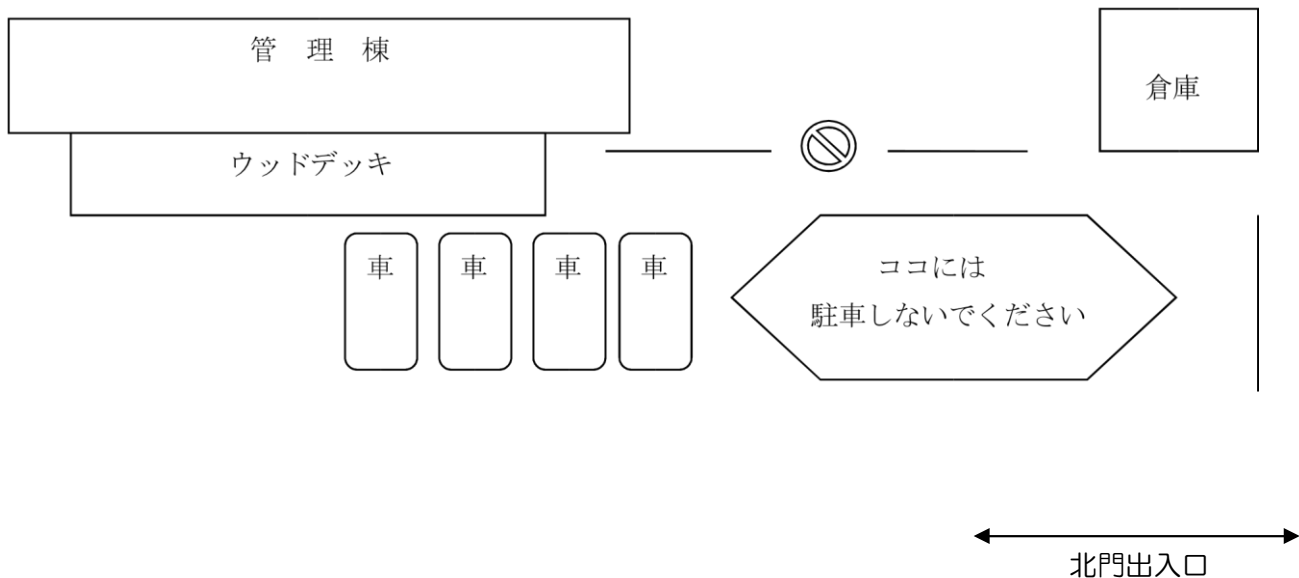 管 理 棟
倉庫
ウッドデッキ
車 車 車 車
ココには
駐車しないでください
北門出入口